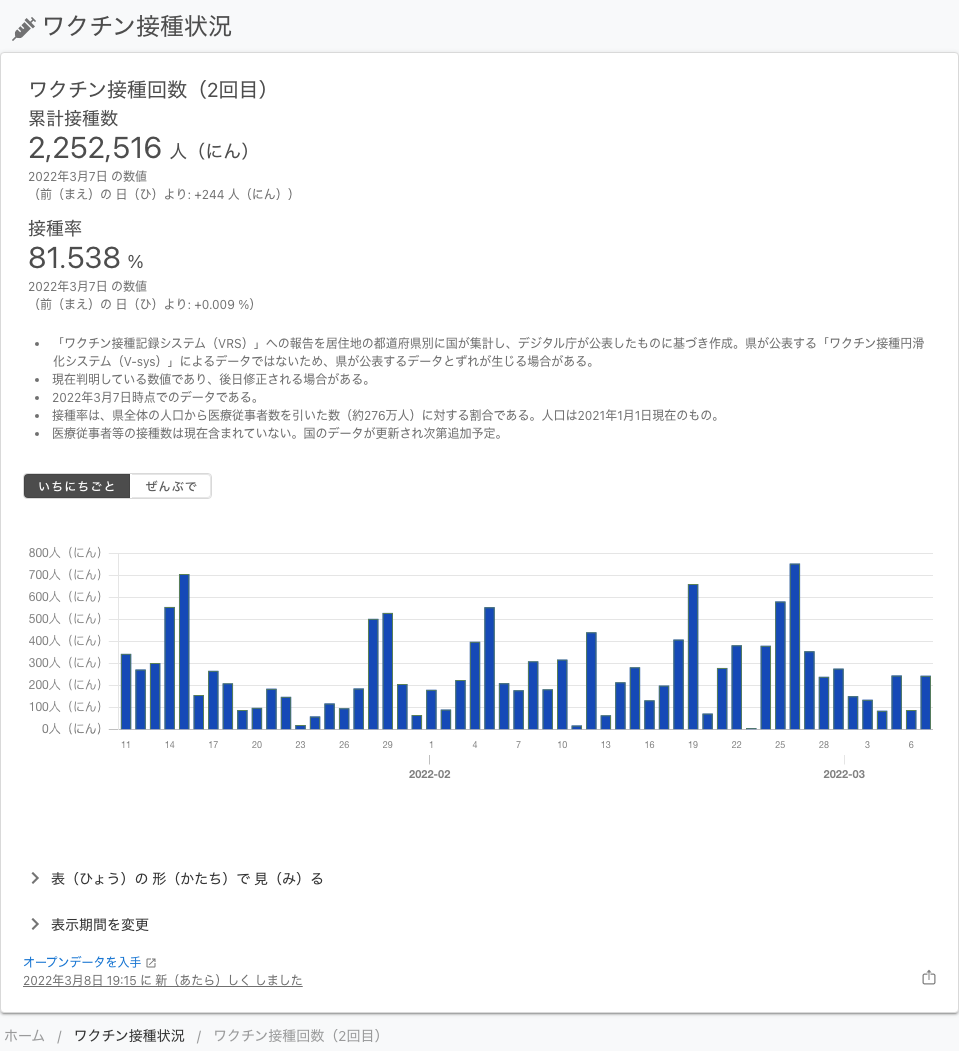 ワクチン接種状況
ワクチン接種回数（2回目）
累計接種数
2,252,516 人（にん）
2022年3月7日 の数値
（前（まえ）の 日（ひ）より: +244 人（にん））
接種率
81.538 %
2022年3月7日 の数値
（前（まえ）の 日（ひ）より: +0.009 %）
• 「ワクチン接種記録システム（VRS）」への報告を居住地の都道府県別に国が集計し、デジタル庁が公表したものに基づき作成。県が公表する「ワクチン接種円滑
化システム（V-sys）」によるデータではないため、県が公表するデータとずれが生じる場合がある。
• 現在判明している数値であり、後日修正される場合がある。
• 2022年3月7日時点でのデータである。
• 接種率は、県全体の人口から医療従事者数を引いた数（約276万人）に対する割合である。人口は2021年1月1日現在のもの。
• 医療従事者等の接種数は現在含まれていない。国のデータが更新され次第追加予定。
いちにちごと ぜんぶで
800人（にん）
700人（にん）
600人（にん）
500人（にん）
400人（にん）
300人（にん）
200人（にん）
100人（にん）
0人（にん）
11 14 17 20 23 26 29 1 4 7 10 13 16 19 22 25 28 3 6
2022-02 2022-03
表（ひょう）の 形（かたち）で 見（み）る
表示期間を変更
オープンデータを入手
2022年3月8日 19:15 に 新（あたら）しく しました
ホーム / ワクチン接種状況 / ワクチン接種回数（2回目）